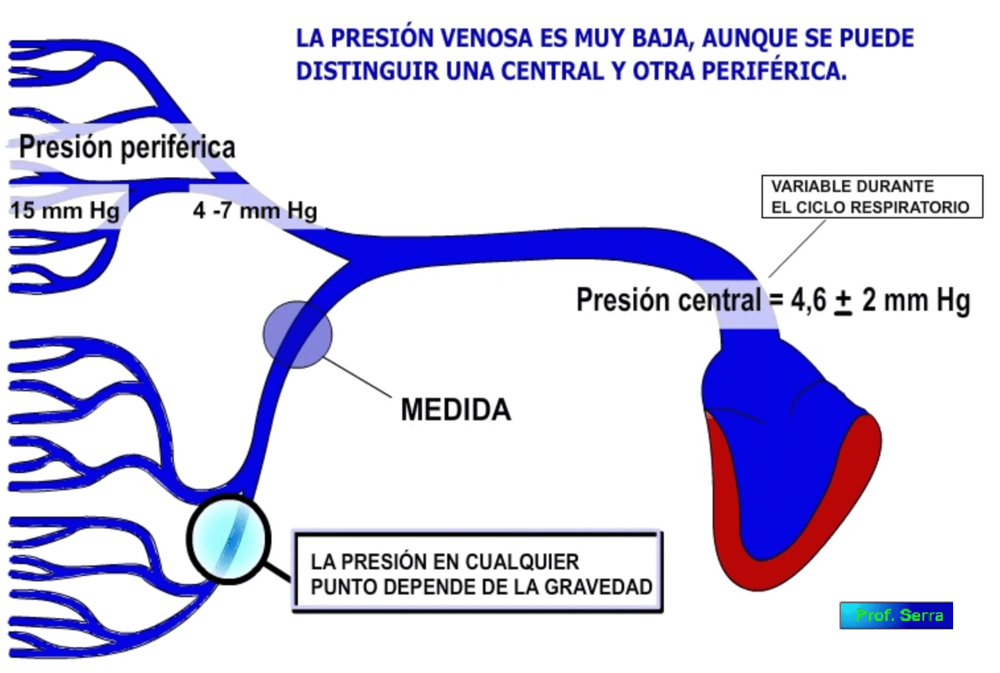 LA PRESIÓN VENOSA ES MUY BAJA, AUNQUE SE PUEDE
DISTINGUIR UNA CENTRAL Y OTRA PERIFÉRICA.
Presión periférica
15 mm Hg
4 -7 mm Hg
VARIABLE DURANTE
EL CICLO RESPIRATORIO
Presión central = 4,6 ± 2 mm Hg
MEDIDA
LA PRESIÓN EN CUALQUIER
PUNTO DEPENDE DE LA GRAVEDAD
Prof. Serra